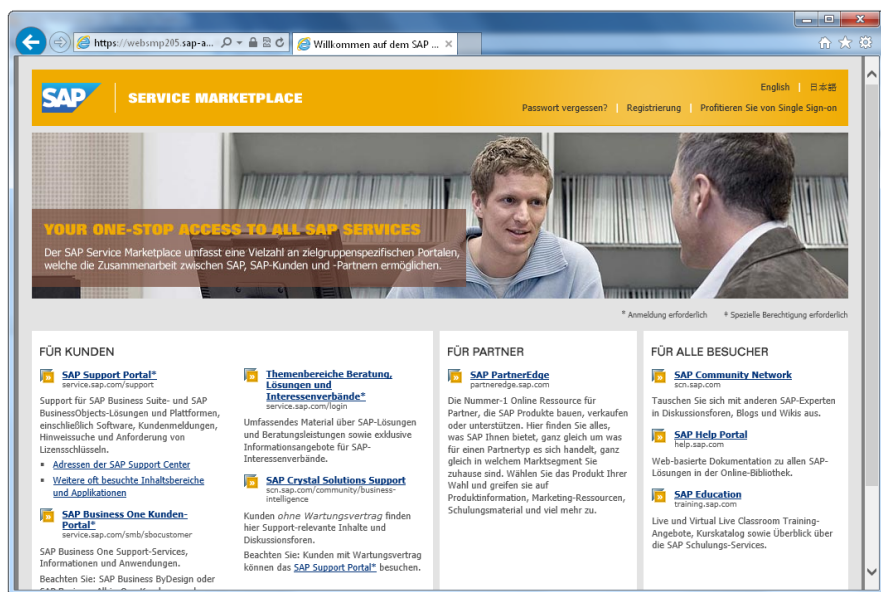 https://websmp205.sap-a...
Willkommen auf dem SAP ...
SAP
SERVICE MARKETPLACE
English | 日本語
Passwort vergessen? | Registrierung | Profitieren Sie von Single Sign-on
YOUR ONE-STOP ACCESS TO ALL SAP SERVICES
Der SAP Service Marketplace umfasst eine Vielzahl an zielgruppenspezifischen Portalen,
welche die Zusammenarbeit zwischen SAP, SAP-Kunden und -Partnern ermöglichen.
* Anmeldung erforderlich + Spezielle Berechtigung erforderlich
FÜR KUNDEN
SAP Support Portal*
service.sap.com/support
Support für SAP Business Suite- und SAP
BusinessObjects-Lösungen und Plattformen,
einschließlich Software, Kundenmeldungen,
Hinweissuche und Anforderung von
Lizensschlüsseln.
Adressen der SAP Support Center
Weitere oft besuchte Inhaltsbereiche
und Applikationen
SAP Business One Kunden-
Portal*
service.sap.com/smb/sbocustomer
SAP Business One Support-Services,
Informationen und Anwendungen.
Beachten Sie: SAP Business ByDesign oder
Themenbereiche Beratung,
Lösungen und
Interessenverbände*
service.sap.com/login
Umfassendes Material über SAP-Lösungen
und Beratungsleistungen sowie exklusive
Informationsangebote für SAP-
Interessenverbände.
SAP Crystal Solutions Support
scn.sap.com/community/business-
intelligence
Kunden ohne Wartungsvertrag finden
hier Support-relevante Inhalte und
Diskussionsforen.
Beachten Sie: Kunden mit Wartungsvertrag
können das SAP Support Portal* besuchen.
FÜR PARTNER
SAP PartnerEdge
partneredge.sap.com
Die Nummer-1 Online Ressource für
Partner, die SAP Produkte bauen, verkaufen
oder unterstützen. Hier finden Sie alles,
was SAP Ihnen bietet, ganz gleich um was
für einen Partnertyp es sich handelt, ganz
gleich in welchem Marktsegment Sie
zuhause sind. Wählen Sie das Produkt Ihrer
Wahl und greifen sie auf
Produktinformation, Marketing-Ressourcen,
Schulungsmaterial und viel mehr zu.
FÜR ALLE BESUCHER
SAP Community Network
scn.sap.com
Tauschen Sie sich mit anderen SAP-Experten
in Diskussionsforen, Blogs und Wikis aus.
SAP Help Portal
help.sap.com
Web-basierte Dokumentation zu allen SAP-
Lösungen in der Online-Bibliothek.
SAP Education
training.sap.com
Live und Virtual Live Classroom Training-
Angebote, Kurskatalog sowie Überblick über
die SAP Schulungs-Services.